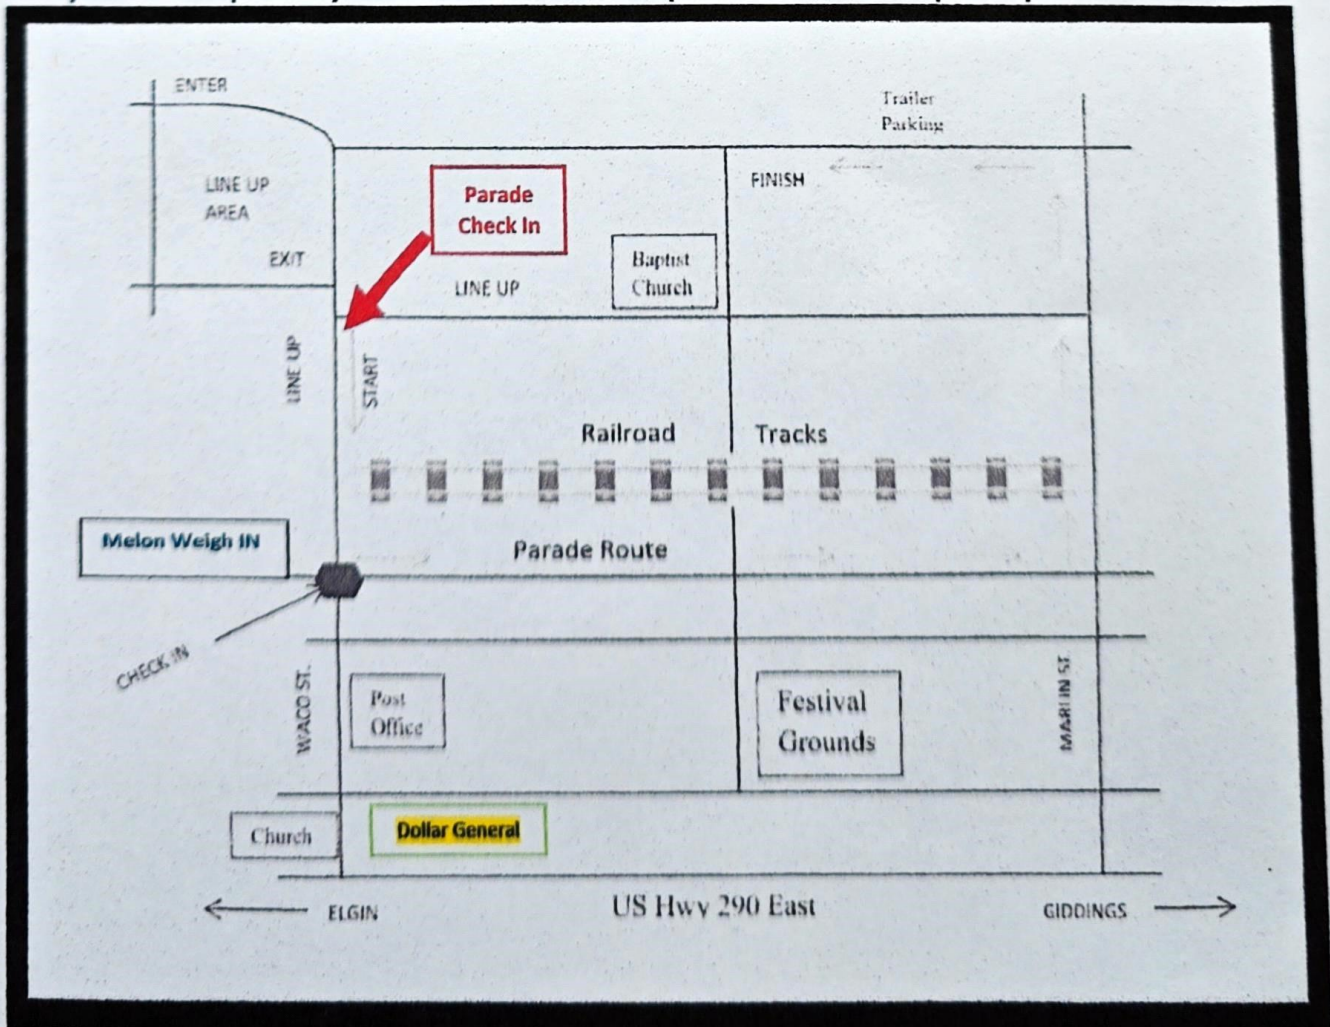 ENTER
Trailer
Parking
LINE UP
AREA
Parade
Check In
FINISH
EXIT
LINE UP
Baptist
Church
LINE UP
START
Railroad Tracks
Melon Weigh IN
Parade Route
CHECK IN
WACO ST.
Post
Office
Festival
Grounds
Church
Dollar General
ELGIN
US Hwy 290 East
GIDDINGS